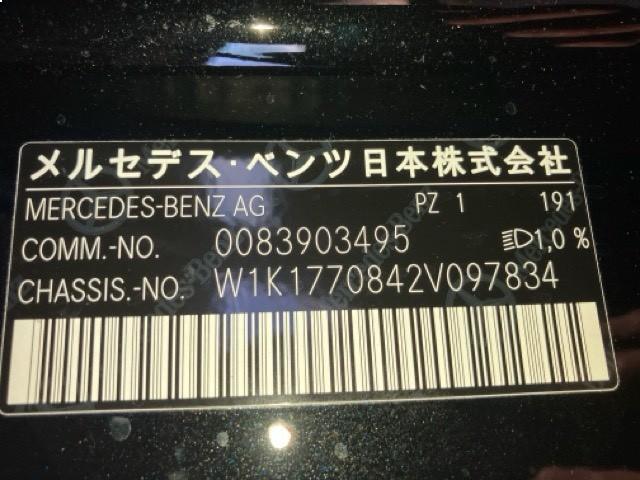 メルセデス・ベンツ日本株式会社
MERCEDES-BENZ AG PZ 1 191
COMM.-NO. 0083903495 1,0 %
CHASSIS.-NO. W1K1770842V097834